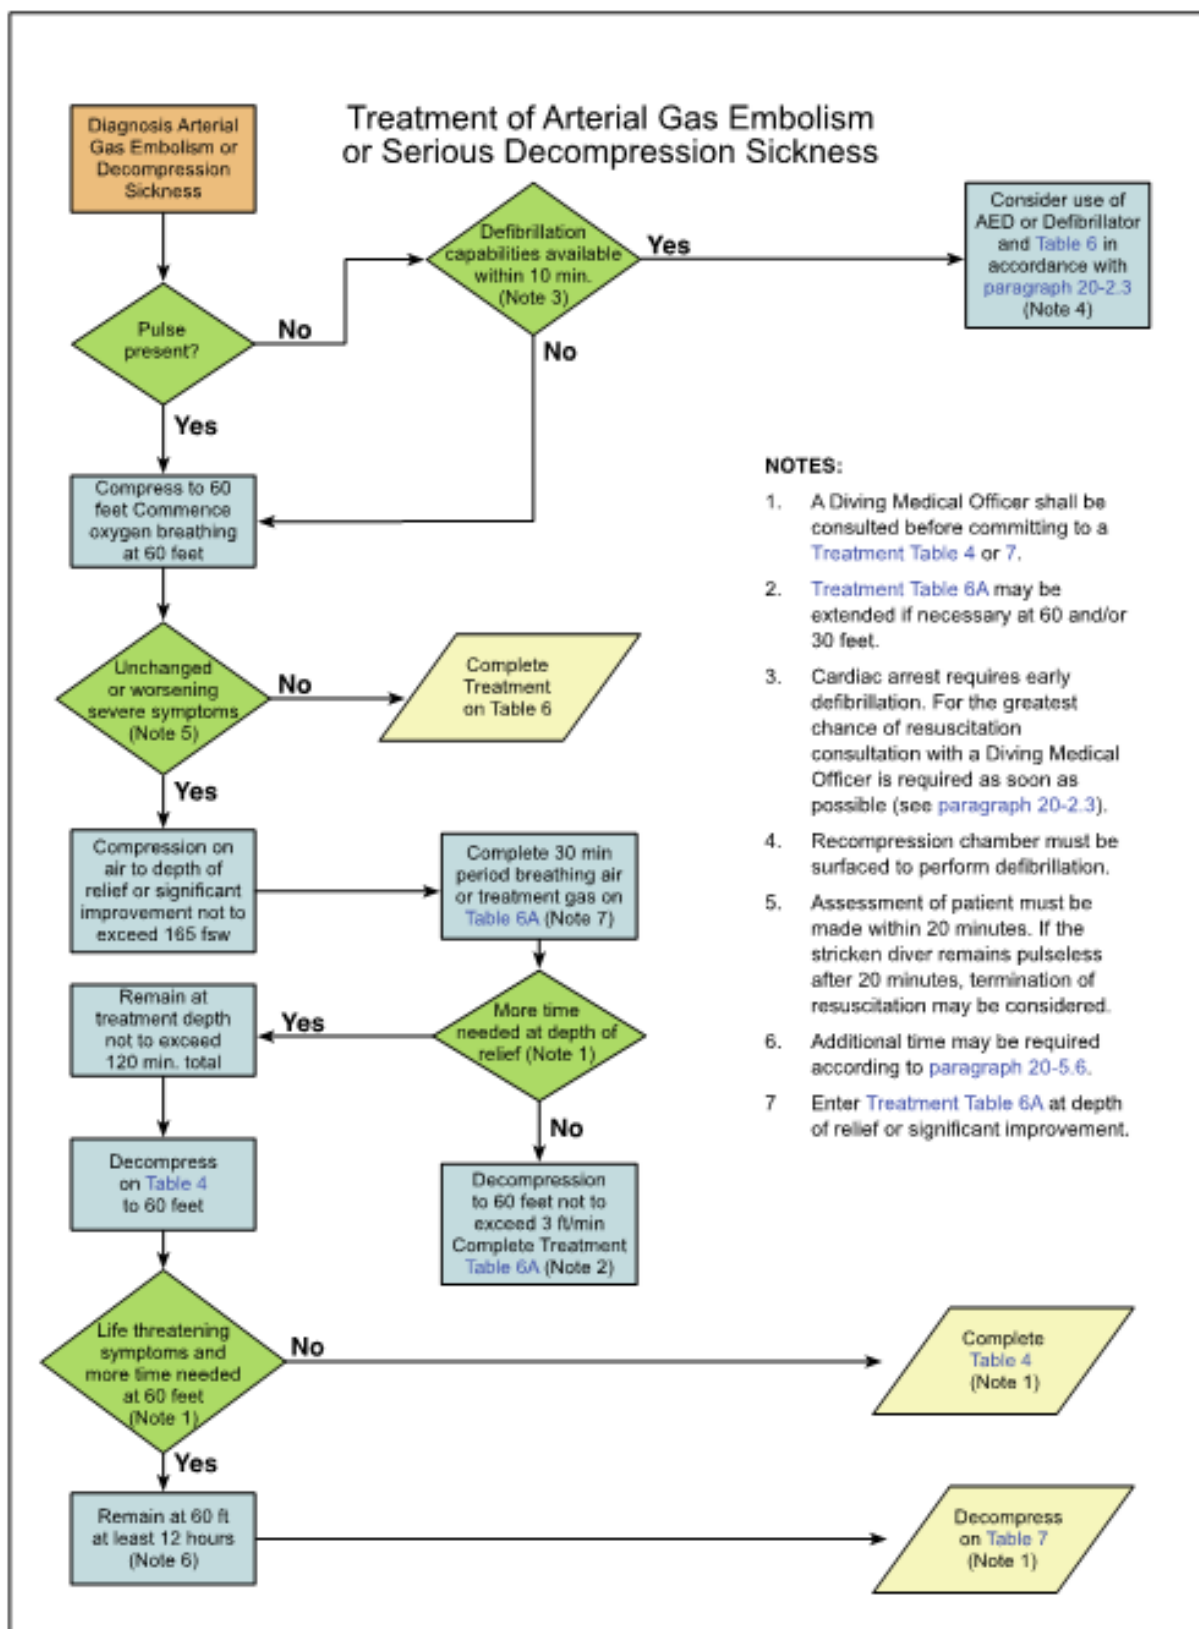 Treatment of Arterial Gas Embolism
or Serious Decompression Sickness
Diagnosis Arterial
Gas Embolism or
Decompression
Sickness
Pulse
present?
No
Yes
Defibrillation
capabilities available
within 10 min.
(Note 3)
Yes
No
Consider use of
AED or Defibrillator
and Table 6 in
accordance with
paragraph 20-2.3
(Note 4)
Compress to 60
feet Commence
oxygen breathing
at 60 feet
Unchanged
or worsening
severe symptoms
(Note 5)
No
Yes
Complete
Treatment
on Table 6
Compression on
air to depth of
relief or significant
improvement not to
exceed 165 fsw
Complete 30 min
period breathing air
or treatment gas on
Table 6A (Note 7)
More time
needed at depth of
relief (Note 1)
Yes
No
Remain at
treatment depth
not to exceed
120 min. total
Decompress
on Table 4
to 60 feet
Decompression
to 60 feet not to
exceed 3 ft/min
Complete Treatment
Table 6A (Note 2)
Life threatening
symptoms and
more time needed
at 60 feet
(Note 1)
No
Yes
Complete
Table 4
(Note 1)
Remain at 60 ft
at least 12 hours
(Note 6)
Decompress
on Table 7
(Note 1)
NOTES:
1. A Diving Medical Officer shall be
consulted before committing to a
Treatment Table 4 or 7.
2. Treatment Table 6A may be
extended if necessary at 60 and/or
30 feet.
3. Cardiac arrest requires early
defibrillation. For the greatest
chance of resuscitation
consultation with a Diving Medical
Officer is required as soon as
possible (see paragraph 20-2.3).
4. Recompression chamber must be
surfaced to perform defibrillation.
5. Assessment of patient must be
made within 20 minutes. If the
stricken diver remains pulseless
after 20 minutes, termination of
resuscitation may be considered.
6. Additional time may be required
according to paragraph 20-5.6.
7 Enter Treatment Table 6A at depth
of relief or significant improvement.